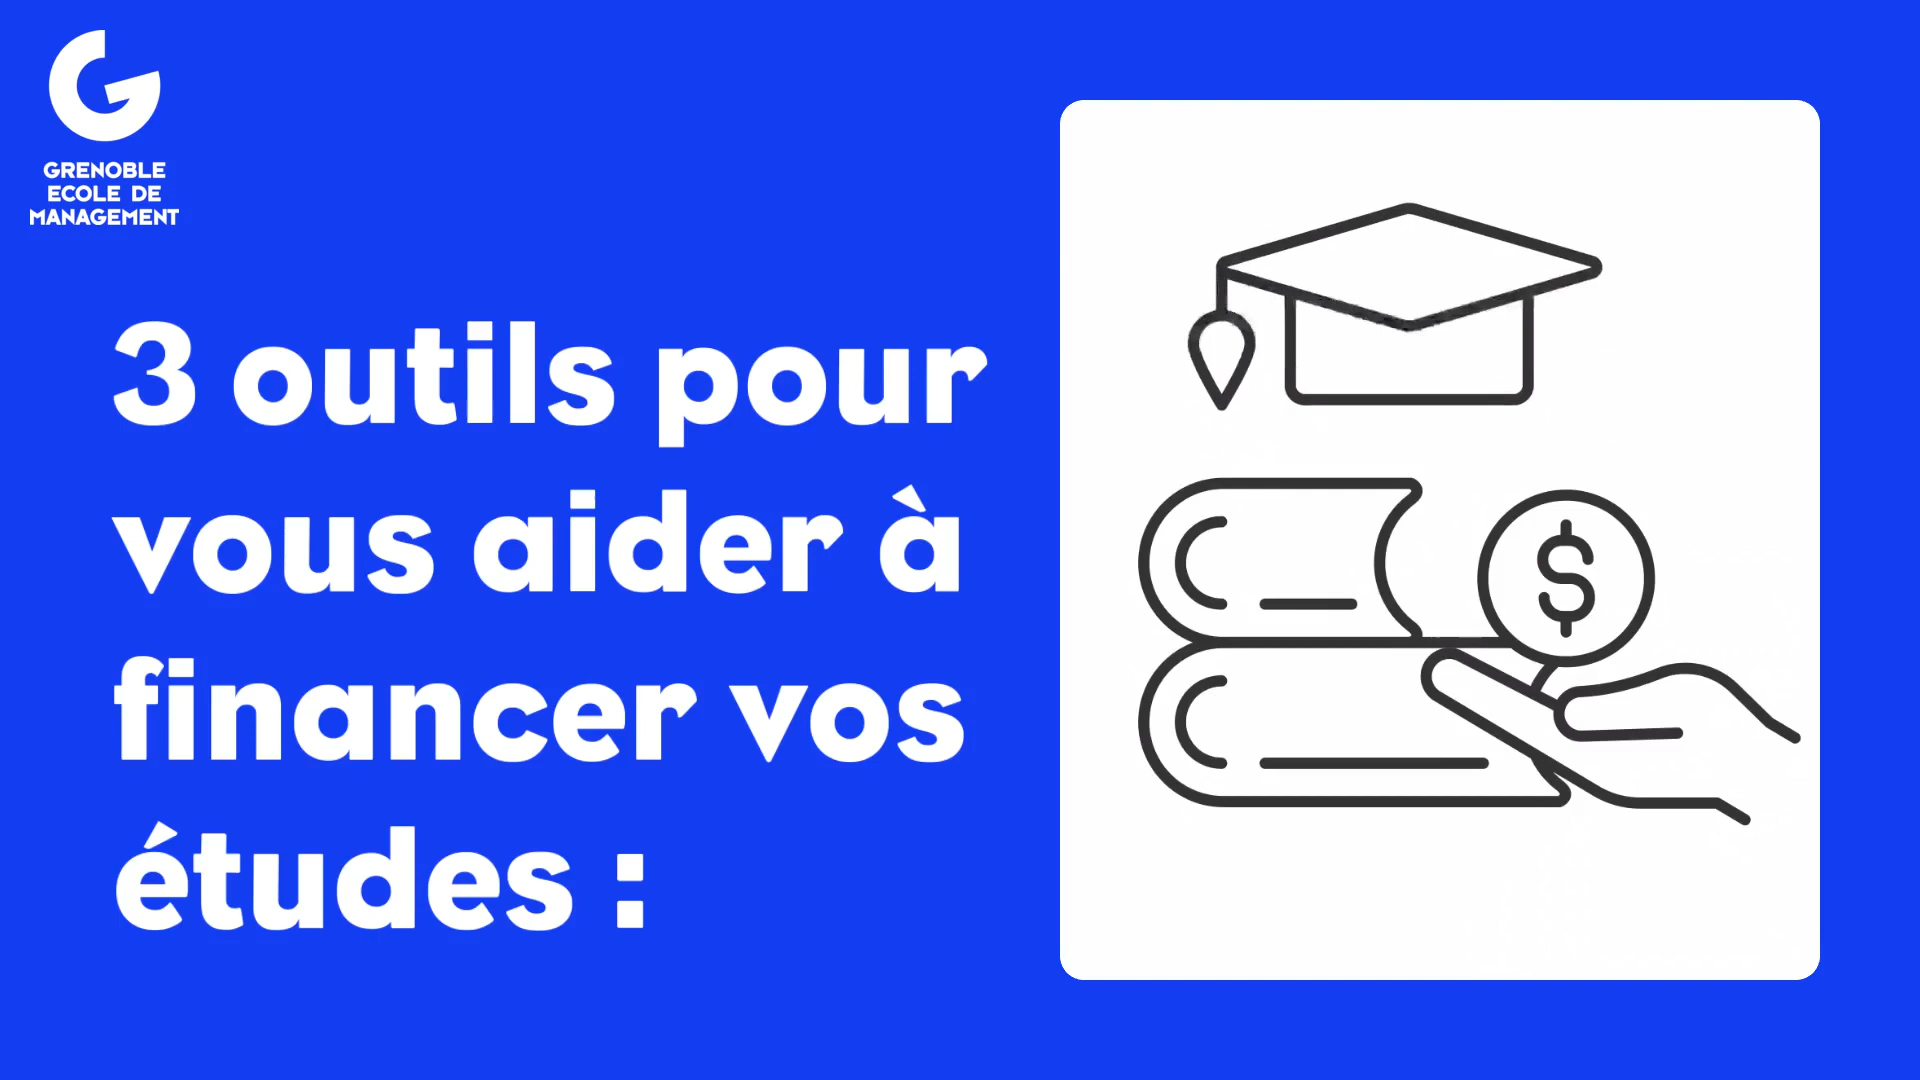 GRENOBLE
ECOLE DE
MANAGEMENT
3 outils pour
vous aider à
financer vos
études :
$